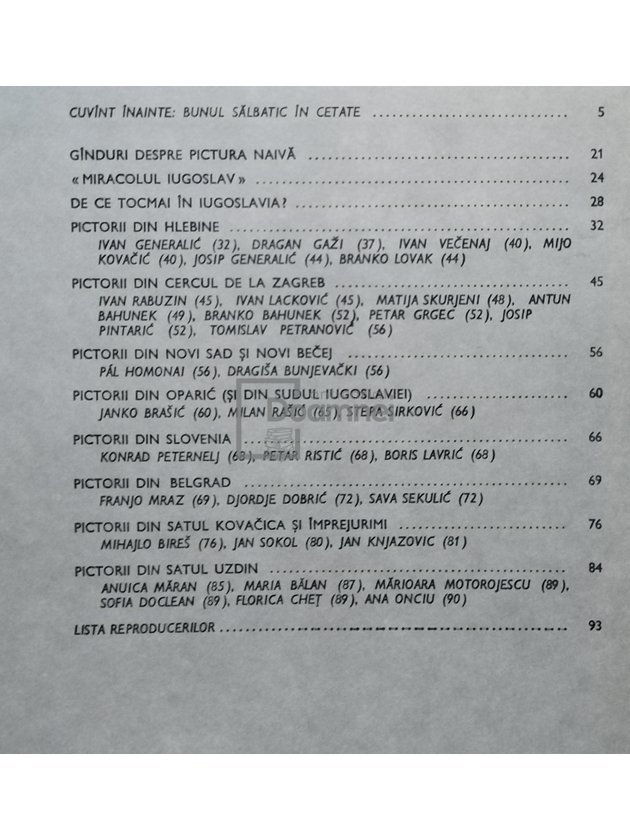 CUVÎNT ÎNAINTE: BUNUL SĂLBATIC ÎN CETATE ........ 5
GÎNDURI DESPRE PICTURA NAIVĂ ........ 21
«MIRACOLUL IUGOSLAV» ........ 24
DE CE TOCMAI ÎN IUGOSLAVIA? ........ 28
PICTORII DIN HLEBINE ........ 32
IVAN GENERALIĆ (32), DRAGAN GAŽI (37), IVAN VEČENAJ (40), MIJO
KOVAČIĆ (40), JOSIP GENERALIĆ (44), BRANKO LOVAK (44)
PICTORII DIN CERCUL DE LA ZAGREB ........ 45
IVAN RABUZIN (45), IVAN LACKOVIĆ (45), MATIJA SKURJENI (48), ANTUN
BAHUNEK (49), BRANKO BAHUNEK (52), PETAR GRGEC (52), JOSIP
PINTARIĆ (52), TOMISLAV PETRANOVIĆ (56)
PICTORII DIN NOVI SAD ȘI NOVI BEČEJ ........ 56
PÁL HOMONAI (56), DRAGIŠA BUNJEVAČKI (56)
PICTORII DIN OPARIĆ (ȘI DIN SUDUL IUGOSLAVIEI) ........ 60
JANKO BRAŠIĆ (60), MILAN RAŠIĆ (65), STEPA SIRKOVIĆ (66)
Doamnei
PICTORII DIN SLOVENIA ........ 66
KONRAD PETERNELJ (68), PETAR RISTIĆ (68), BORIS LAVRIĆ (68)
PICTORII DIN BELGRAD ........ 69
FRANJO MRAZ (69), DJORDJE DOBRIĆ (72), SAVA SEKULIĆ (72)
PICTORII DIN SATUL KOVAČICA ȘI ÎMPREJURIMI ........ 76
MIHAJLO BIREŠ (76), JAN SOKOL (80), JAN KNJAZOVIC (81)
PICTORII DIN SATUL UZDIN ........ 84
ANUICA MĂRAN (85), MARIA BĂLAN (87), MĂRIOARA MOTOROJESCU (89),
SOFIA DOCLEAN (89), FLORICA CHEȚ (89), ANA ONCIU (90)
LISTA REPRODUCERILOR ........ 93